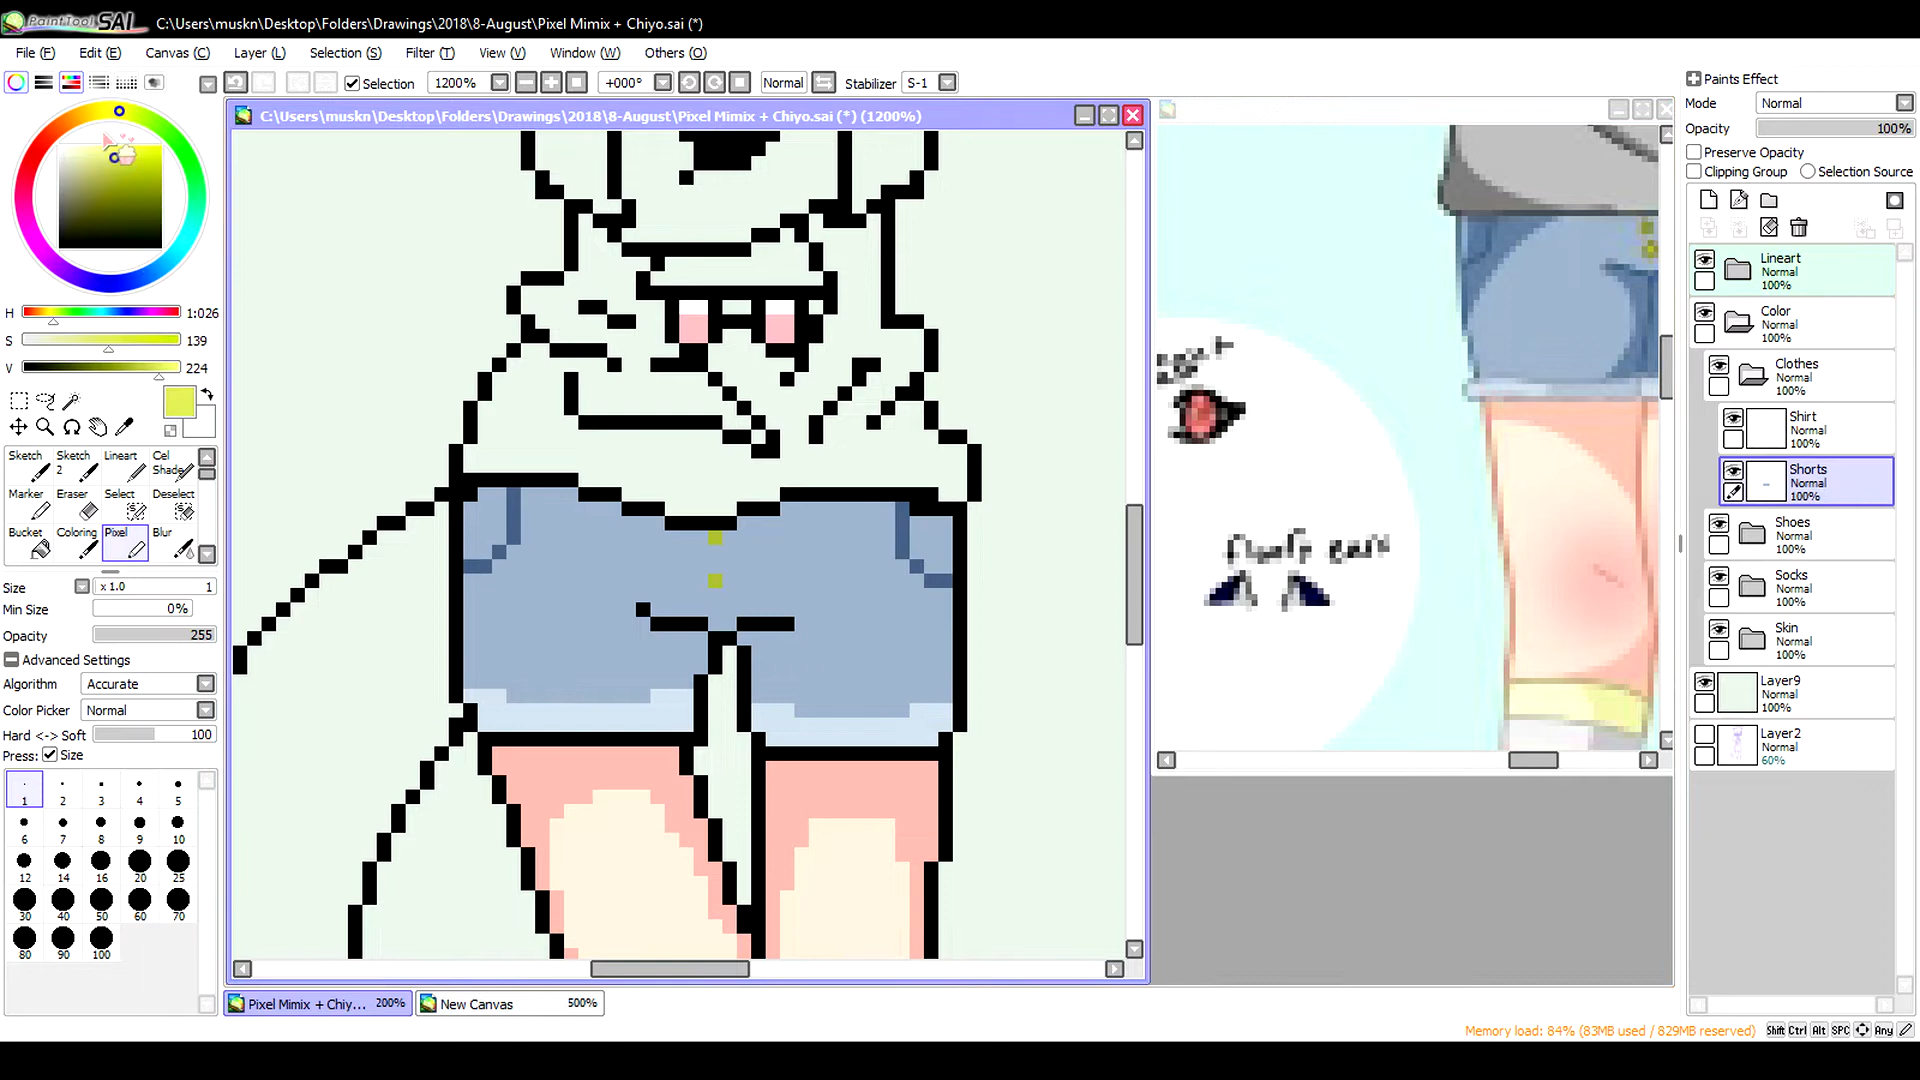 PaintTool SAI C:\Users\muskn\Desktop\Folders\Drawings\2018\8-August\Pixel Mimix + Chiyo.sai (*)
File (F) Edit (E) Canvas (C) Layer (L) Selection (S) Filter (T) View (V) Window (W) Others (O)
Selection 1200% +000° Normal Stabilizer S-1
C:\Users\muskn\Desktop\Folders\Drawings\2018\8-August\Pixel Mimix + Chiyo.sai (*) (1200%)
H 1:026
S 139
V 224
Sketch Sketch 2 Lineart Cel Shade
Marker Eraser Select Deselect
Bucket Coloring Pixel Blur
Size x 1.0 1
Min Size 0%
Opacity 255
Advanced Settings
Algorithm Accurate
Color Picker Normal
Hard <-> Soft 100
Press: Size
1 2 3 4 5
6 7 8 9 10
12 14 16 20 25
30 40 50 60 70
80 90 100
Pixel Mimix + Chiy... 200% New Canvas 500%
ears
Paints Effect
Mode Normal
Opacity 100%
Preserve Opacity
Clipping Group Selection Source
Lineart
Normal
100%
Color
Normal
100%
Clothes
Normal
100%
Shirt
Normal
100%
Shorts
Normal
100%
Shoes
Normal
100%
Socks
Normal
100%
Skin
Normal
100%
Layer9
Normal
100%
Layer2
Normal
60%
Memory load: 84% (83MB used / 829MB reserved) Shift Ctrl Alt SPC Any